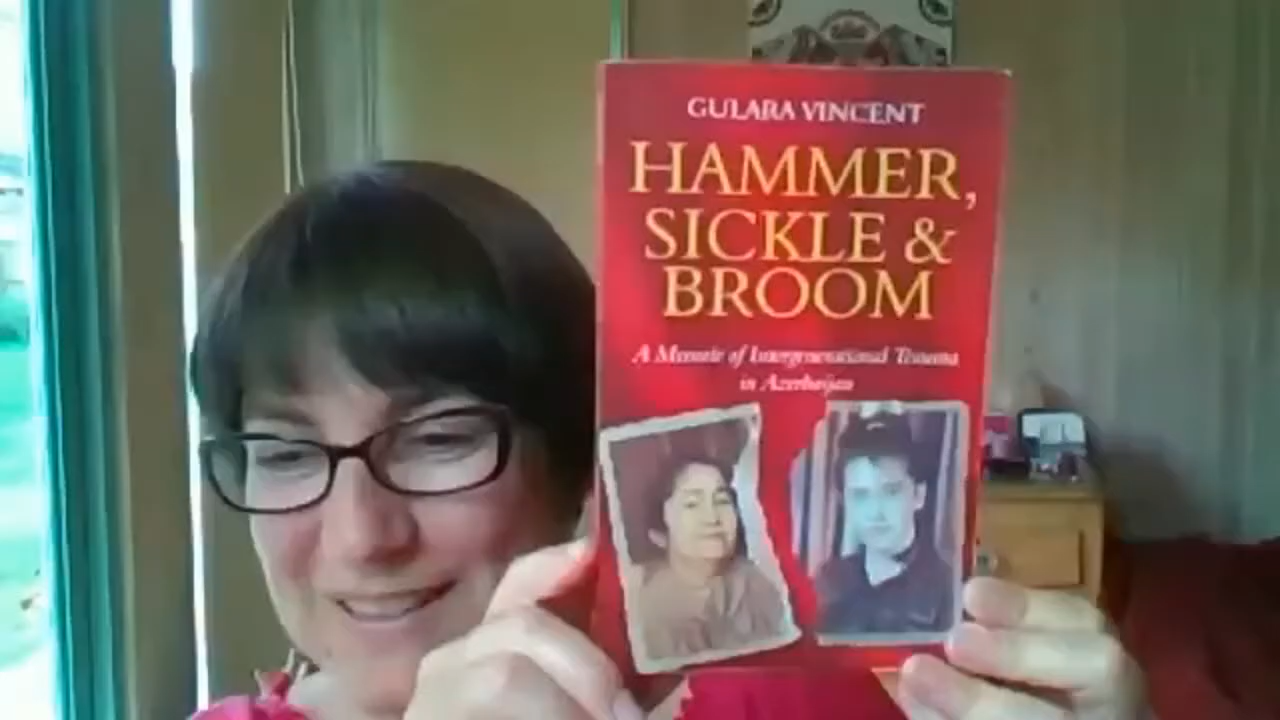 GULARA VINCENT
HAMMER,
SICKLE &
BROOM
A Memoir of Intergenerational Trauma
in Azerbaijan